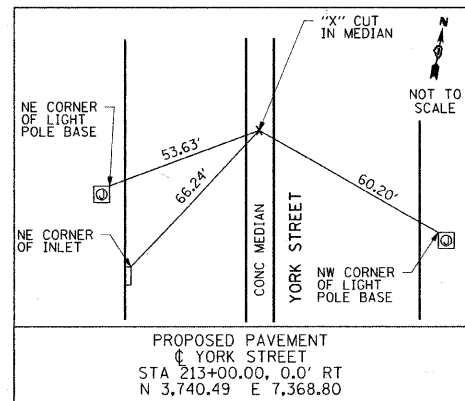 "X" CUT
IN MEDIAN
N
NOT TO
SCALE
NE CORNER
OF LIGHT
POLE BASE
53.63'
66.24'
60.20'
NE CORNER
OF INLET
CONC MEDIAN
YORK STREET
NW CORNER
OF LIGHT
POLE BASE
PROPOSED PAVEMENT
℄ YORK STREET
STA 213+00.00, 0.0' RT
N 3,740.49 E 7,368.80